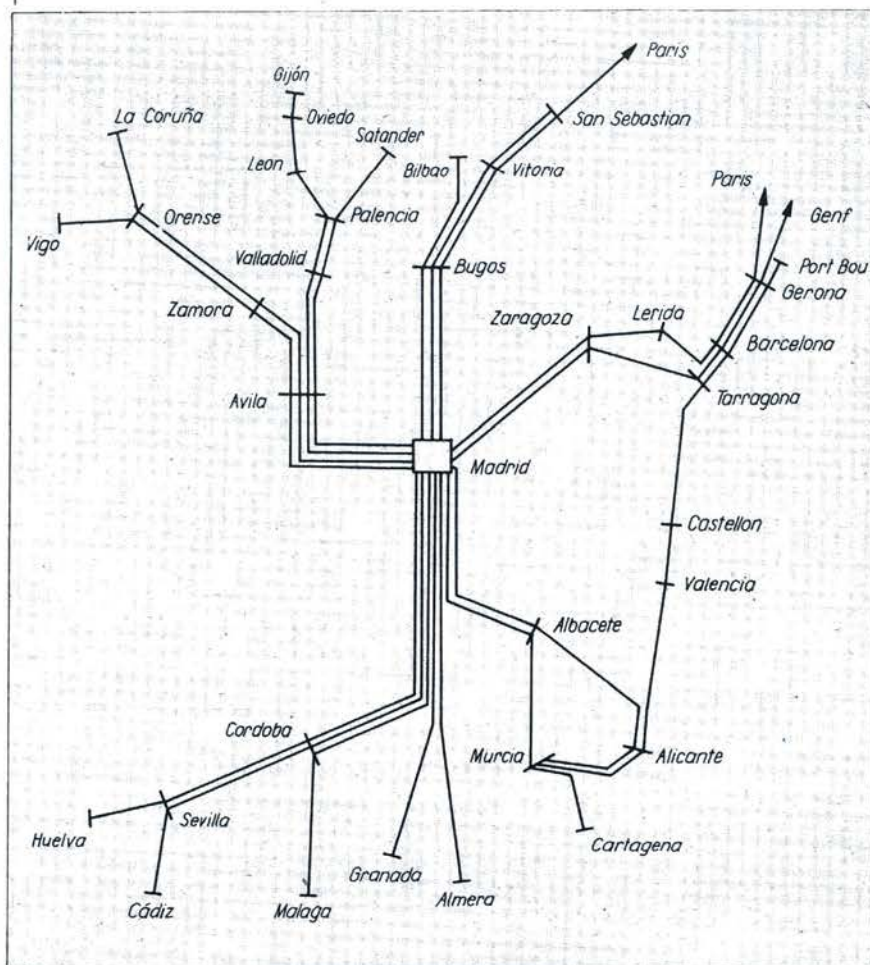 Paris
Gijón
La Coruña
Oviedo
San Sebastian
Satander
Bilbao
Leon
Vitoria
Paris
Genf
Orense
Palencia
Vigo
Valladolid
Bugos
Port Bou
Gerona
Zamora
Zaragoza
Lerida
Barcelona
Avila
Tarragona
Madrid
Castellon
Valencia
Albacete
Cordoba
Murcia
Alicante
Huelva
Sevilla
Cartagena
Granada
Cádiz
Malaga
Almera